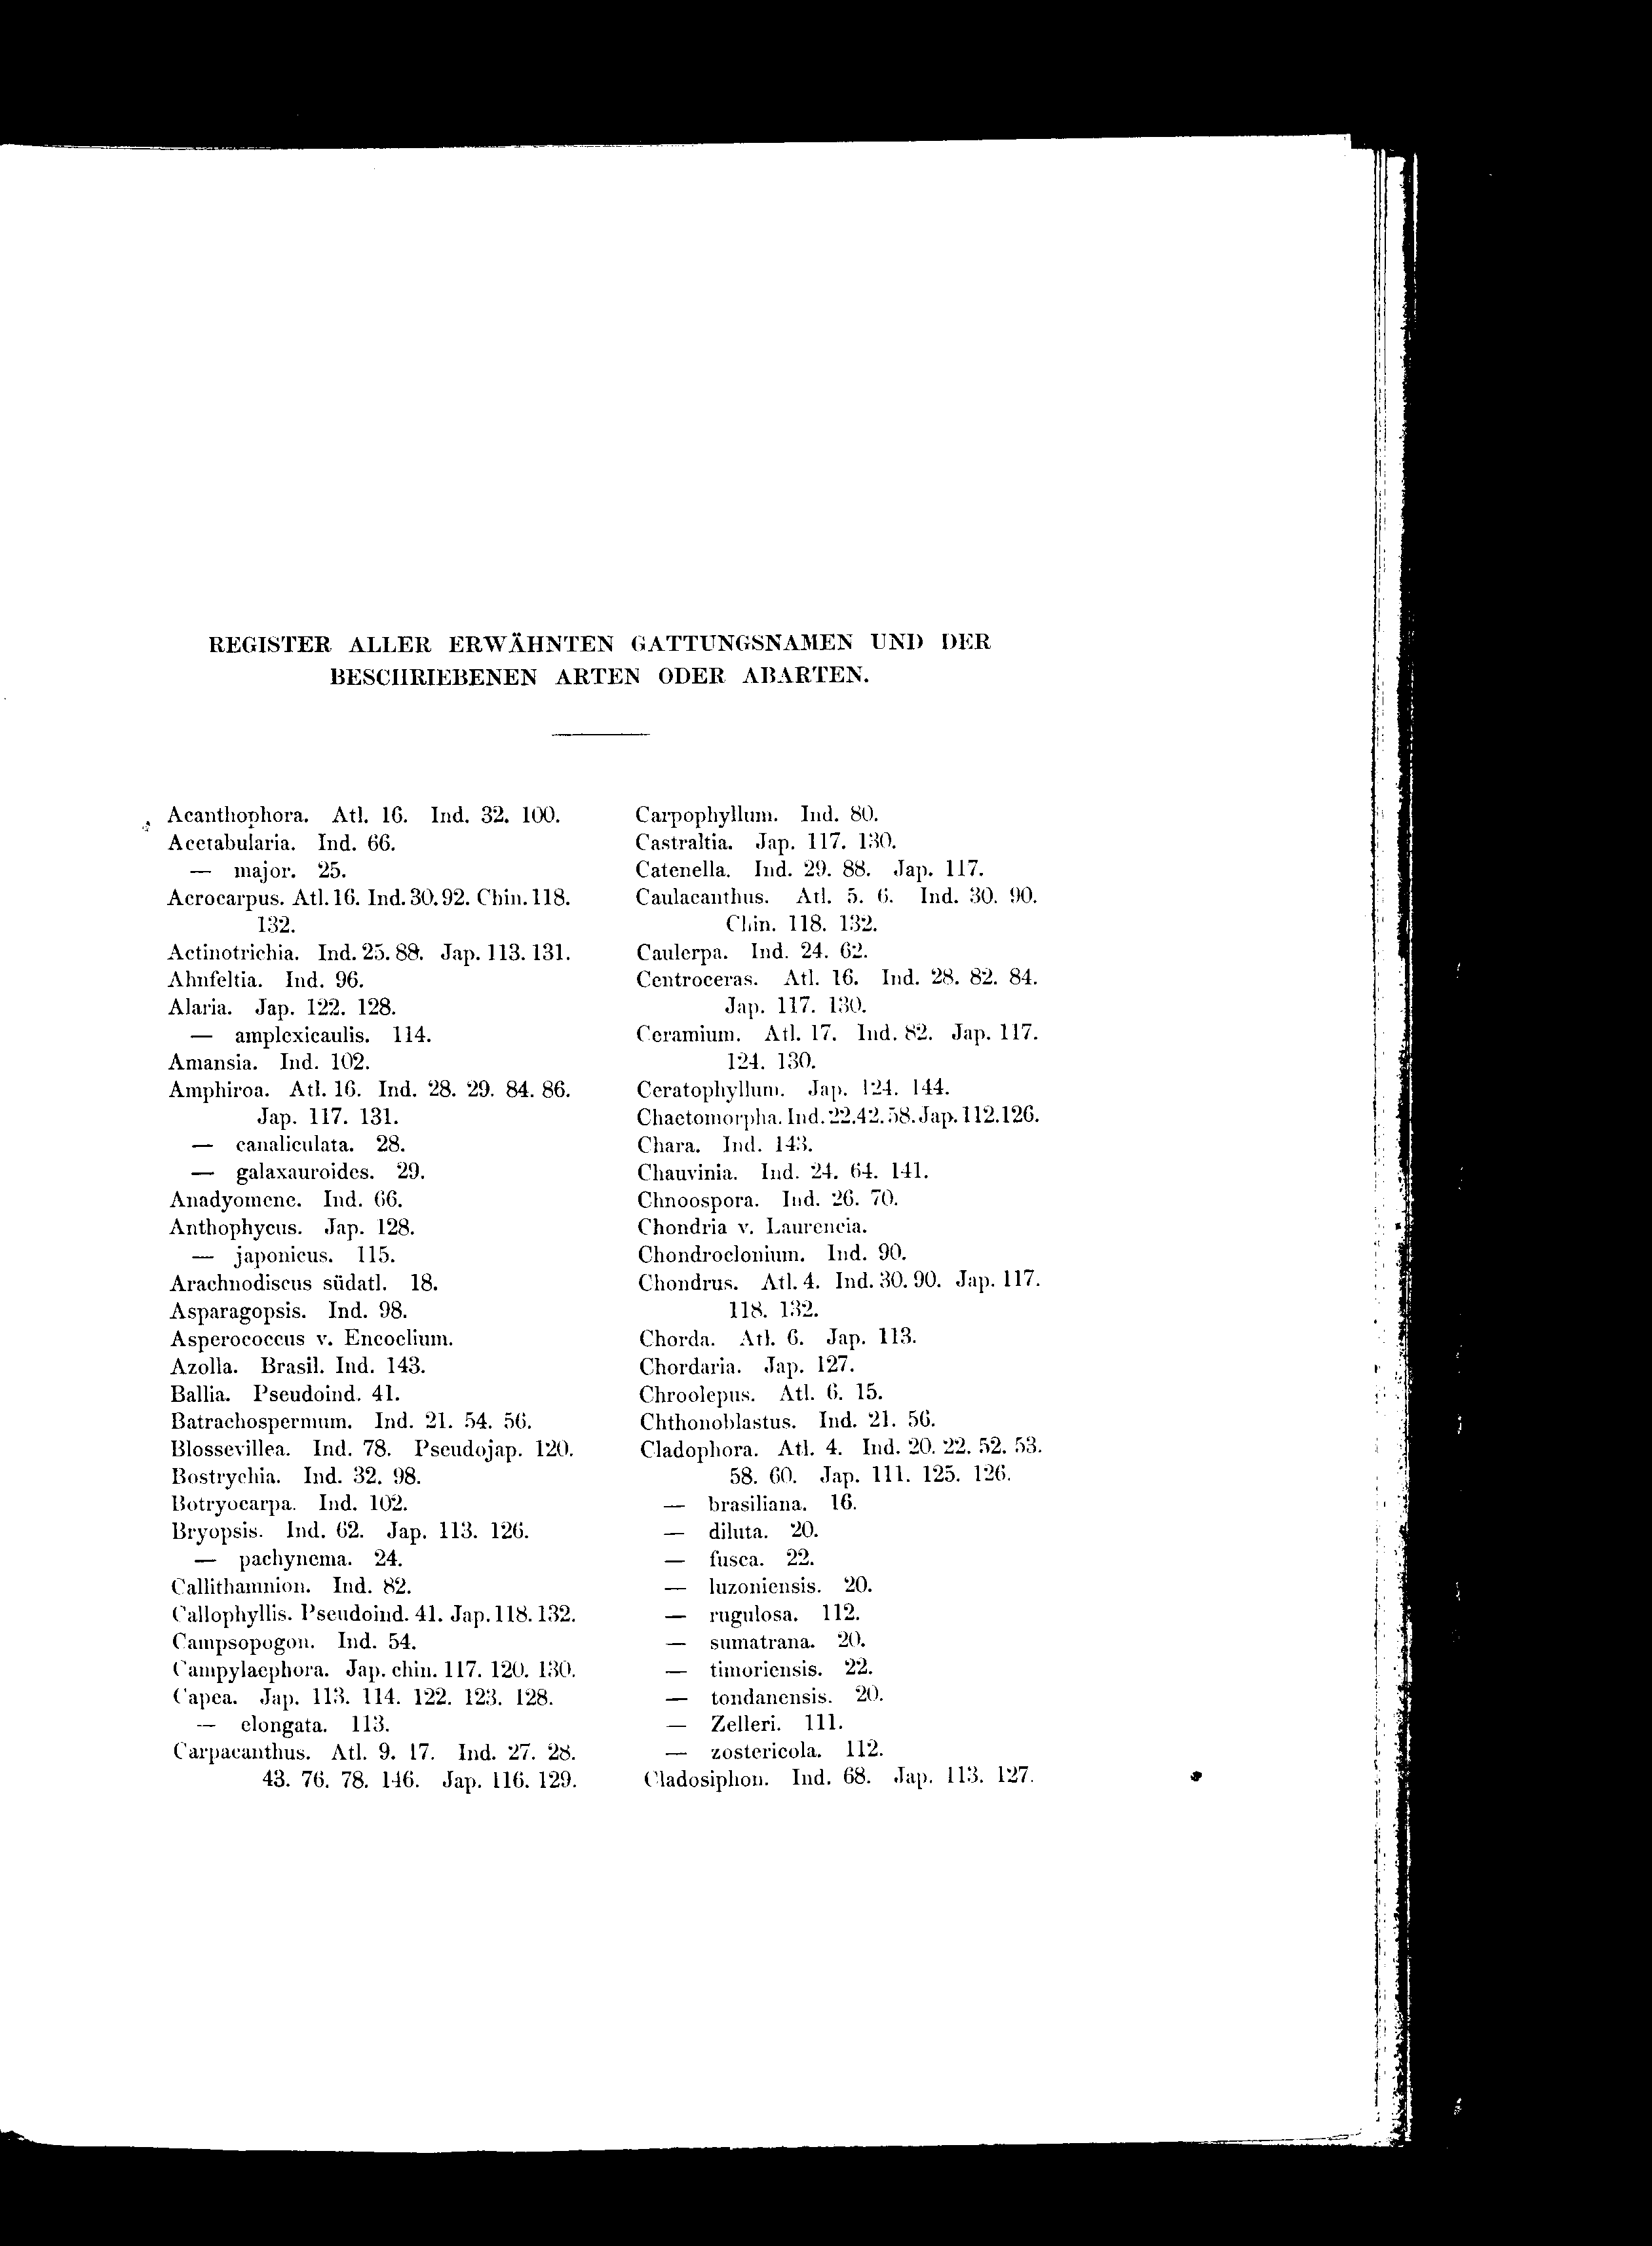 REGISTER ALLER ERWÄHNTEN GATTUNGSNAMEN UND DER
BESCHRIEBENEN ARTEN ODER ABARTEN.
Acanthophora. Atl. 16. Ind. 32. 100.
Acetabularia. Ind. 66.
— major. 25.
Acrocarpus. Atl. 16. Ind. 30. 92. Chin. 118.
132.
Actinotrichia. Ind. 25. 88. Jap. 113. 131.
Ahnfeltia. Ind. 96.
Alaria. Jap. 122. 128.
— amplexicaulis. 114.
Amansia. Ind. 102.
Amphiroa. Atl. 16. Ind. 28. 29. 84. 86.
Jap. 117. 131.
— canaliculata. 28.
— galaxauroides. 29.
Anadyomene. Ind. 66.
Anthophycus. Jap. 128.
— japonicus. 115.
Arachnodiscus südatl. 18.
Asparagopsis. Ind. 98.
Asperococcus v. Encoelium.
Azolla. Brasil. Ind. 143.
Ballia. Pseudoind. 41.
Batrachospermum. Ind. 21. 54. 56.
Blossevillea. Ind. 78. Pseudojap. 120.
Bostrychia. Ind. 32. 98.
Botryocarpa. Ind. 102.
Bryopsis. Ind. 62. Jap. 113. 126.
— pachynema. 24.
Callithamnion. Ind. 82.
Callophyllis. Pseudoind. 41. Jap. 118. 132.
Campsopogon. Ind. 54.
Campylaephora. Jap. chin. 117. 120. 130.
Capea. Jap. 113. 114. 122. 123. 128.
— elongata. 113.
Carpacanthus. Atl. 9. 17. Ind. 27. 28.
43. 76. 78. 146. Jap. 116. 129.
Carpophyllum. Ind. 80.
Castraltia. Jap. 117. 130.
Catenella. Ind. 29. 88. Jap. 117.
Caulacanthus. Atl. 5. 6. Ind. 30. 90.
Chin. 118. 132.
Caulerpa. Ind. 24. 62.
Centroceras. Atl. 16. Ind. 28. 82. 84.
Jap. 117. 130.
Ceramium. Atl. 17. Ind. 82. Jap. 117.
124. 130.
Ceratophyllum. Jap. 124. 144.
Chaetomorpha. Ind. 22. 42. 58. Jap. 112. 126.
Chara. Ind. 143.
Chauvinia. Ind. 24. 64. 141.
Chnoospora. Ind. 26. 70.
Chondria v. Laurencia.
Chondroclonium. Ind. 90.
Chondrus. Atl. 4. Ind. 30. 90. Jap. 117.
118. 132.
Chorda. Atl. 6. Jap. 113.
Chordaria. Jap. 127.
Chroolepus. Atl. 6. 15.
Chthonoblastus. Ind. 21. 56.
Cladophora. Atl. 4. Ind. 20. 22. 52. 53.
58. 60. Jap. 111. 125. 126.
— brasiliana. 16.
— diluta. 20.
— fusca. 22.
— luzoniensis. 20.
— rugulosa. 112.
— sumatrana. 20.
— timoriensis. 22.
— tondanensis. 20.
— Zelleri. 111.
— zostericola. 112.
Cladosiphon. Ind. 68. Jap. 113. 127.